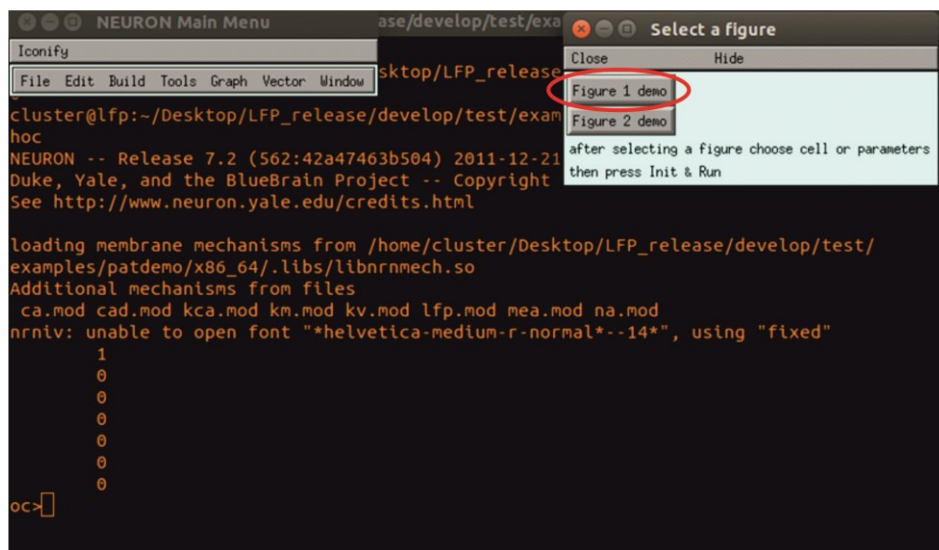 NEURON Main Menu
ase/develop/test/exa
Select a figure
Iconify
Close Hide
File Edit Build Tools Graph Vector Window
sktop/LFP_release
Figure 1 demo
Figure 2 demo
after selecting a figure choose cell or parameters
then press Init & Run
cluster@lfp:~/Desktop/LFP_release/develop/test/exam
hoc
NEURON -- Release 7.2 (562:42a47463b504) 2011-12-21
Duke, Yale, and the BlueBrain Project -- Copyright
See http://www.neuron.yale.edu/credits.html
loading membrane mechanisms from /home/cluster/Desktop/LFP_release/develop/test/
examples/patdemo/x86_64/.libs/libnrnmech.so
Additional mechanisms from files
ca.mod cad.mod kca.mod km.mod kv.mod lfp.mod mea.mod na.mod
nrniv: unable to open font "*helvetica-medium-r-normal*--14*", using "fixed"
1
0
0
0
0
0
0
oc>